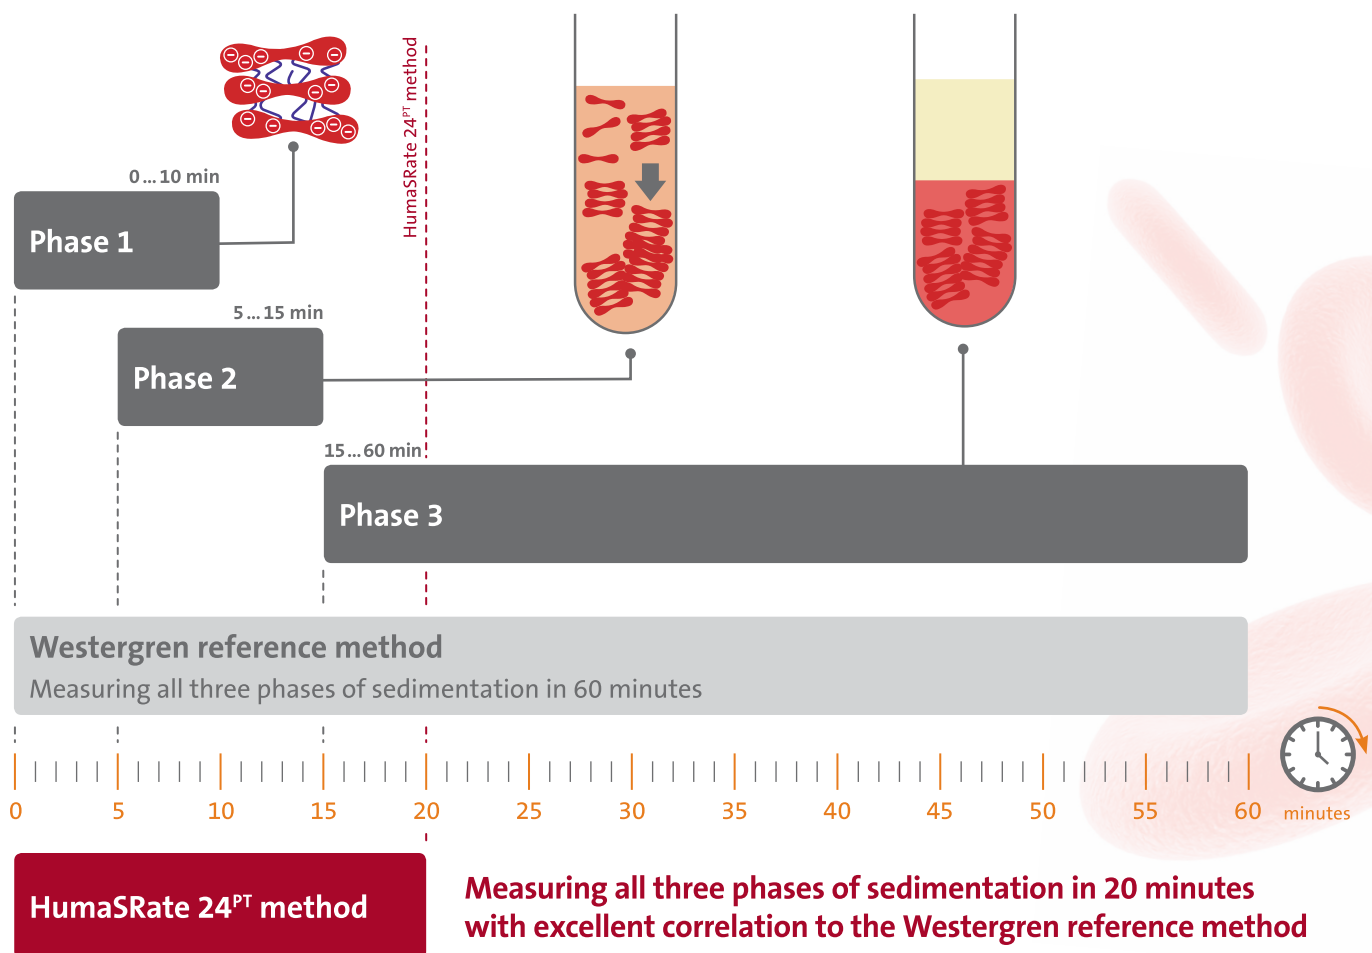 HumaSRate 24PT method
0...10 min
Phase 1
5...15 min
Phase 2
15...60 min
Phase 3
Westergren reference method
Measuring all three phases of sedimentation in 60 minutes
0 5 10 15 20 25 30 35 40 45 50 55 60 minutes
HumaSRate 24PT method
Measuring all three phases of sedimentation in 20 minutes
with excellent correlation to the Westergren reference method